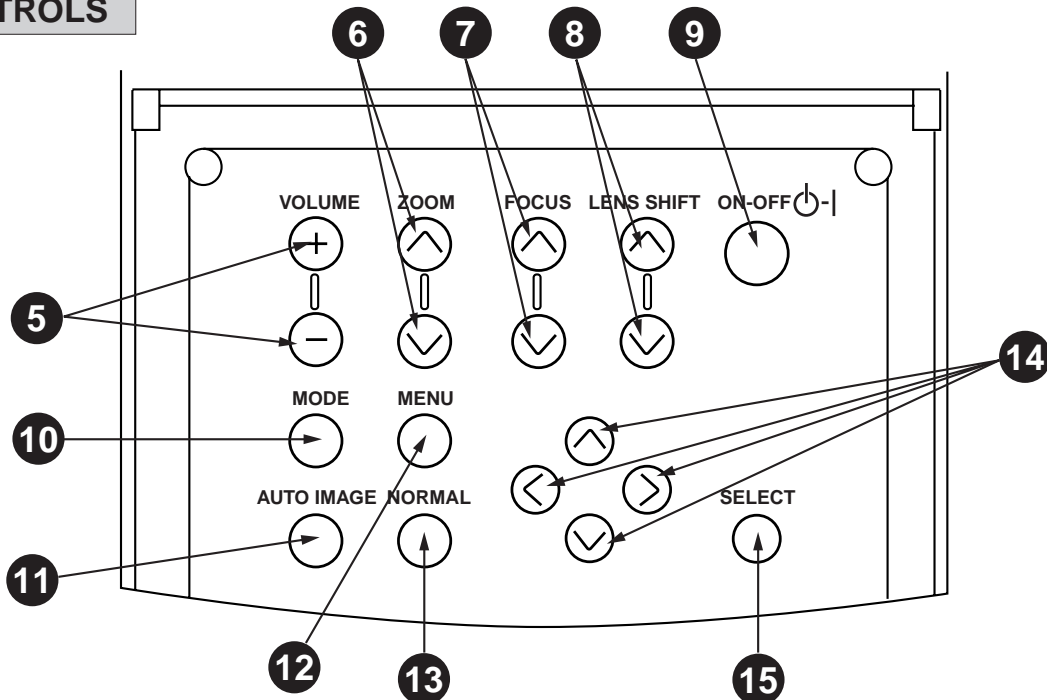 TROLS
6 7 8 9
VOLUME ZOOM FOCUS LENS SHIFT ON-OFF
5
14
MODE MENU
10
AUTO IMAGE NORMAL SELECT
11
12 13 15